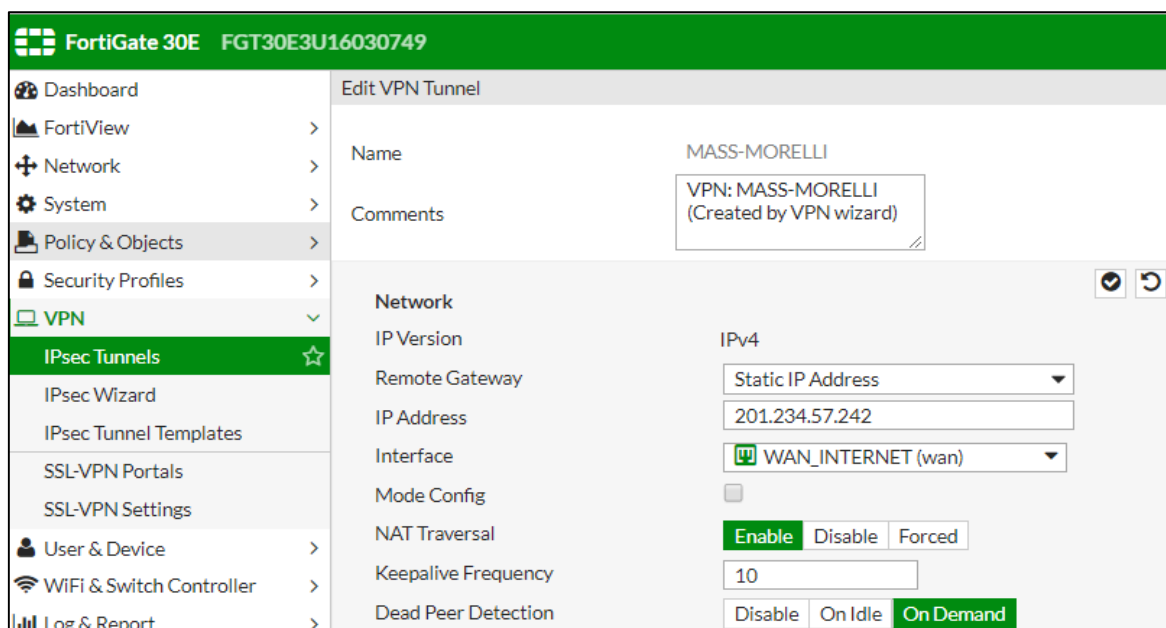 FortiGate 30E FGT30E3U16030749
Dashboard
FortiView
Network
System
Policy & Objects
Security Profiles
VPN
IPsec Tunnels
IPsec Wizard
IPsec Tunnel Templates
SSL-VPN Portals
SSL-VPN Settings
User & Device
WiFi & Switch Controller
Log & Report
Edit VPN Tunnel
Name MASS-MORELLI
Comments
VPN: MASS-MORELLI
(Created by VPN wizard)
Network
IP Version IPv4
Remote Gateway Static IP Address
IP Address 201.234.57.242
Interface WAN_INTERNET (wan)
Mode Config
NAT Traversal Enable Disable Forced
Keepalive Frequency 10
Dead Peer Detection Disable On Idle On Demand